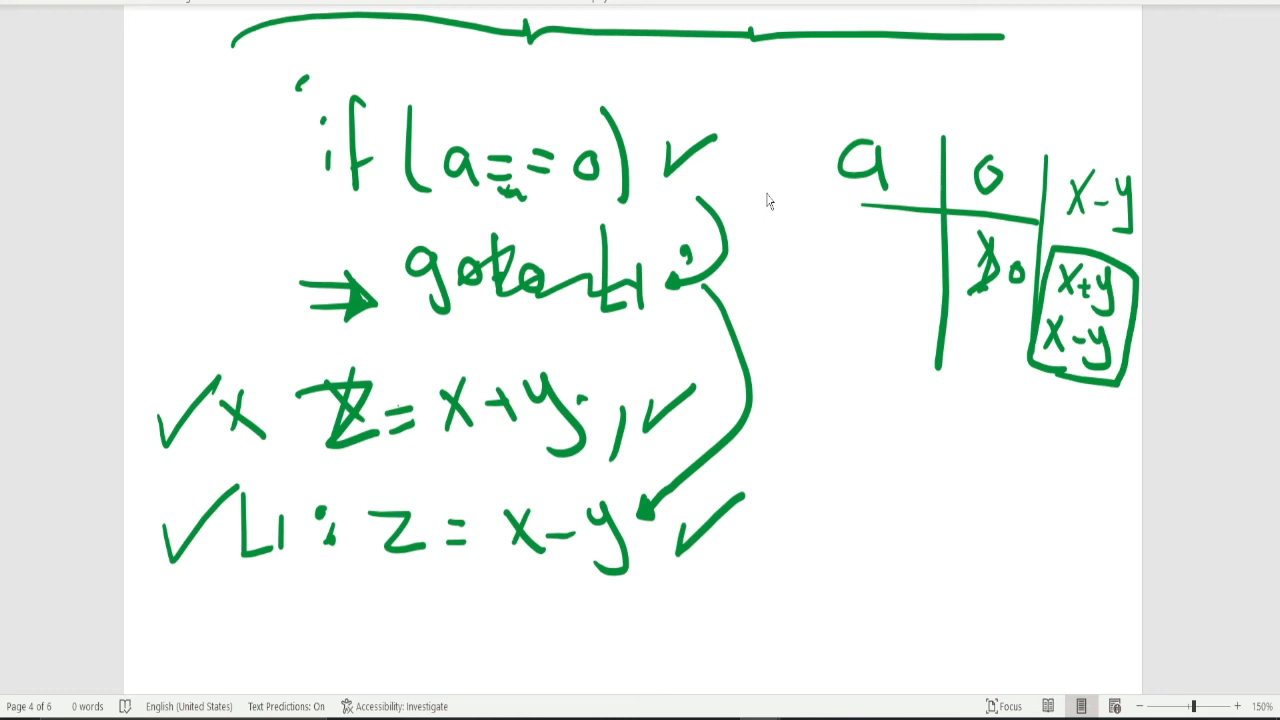 if (a==0)
goto L1;
x Z = x+y;
L1: Z = x-y
a 0 x-y
0 x+y
x-y
Page 4 of 6 0 words English (United States) Text Predictions: On Accessibility: Investigate Focus 150%